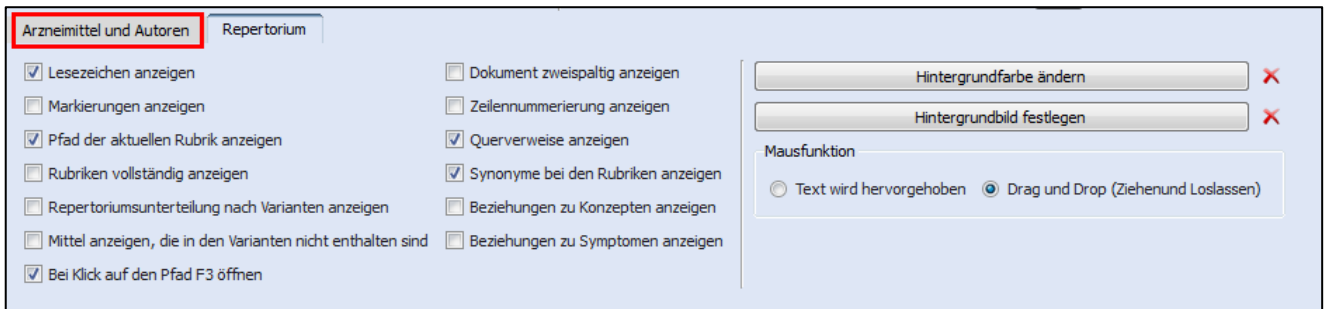 Arzneimittel und Autoren
Repertorium
Lesezeichen anzeigen
Markierungen anzeigen
Pfad der aktuellen Rubrik anzeigen
Rubriken vollständig anzeigen
Repertoriumsunterteilung nach Varianten anzeigen
Mittel anzeigen, die in den Varianten nicht enthalten sind
Bei Klick auf den Pfad F3 öffnen
Dokument zweispaltig anzeigen
Zeilennummerierung anzeigen
Querverweise anzeigen
Synonyme bei den Rubriken anzeigen
Beziehungen zu Konzepten anzeigen
Beziehungen zu Symptomen anzeigen
Hintergrundfarbe ändern
Hintergrundbild festlegen
Mausfunktion
Text wird hervorgehoben
Drag und Drop (Ziehenund Loslassen)